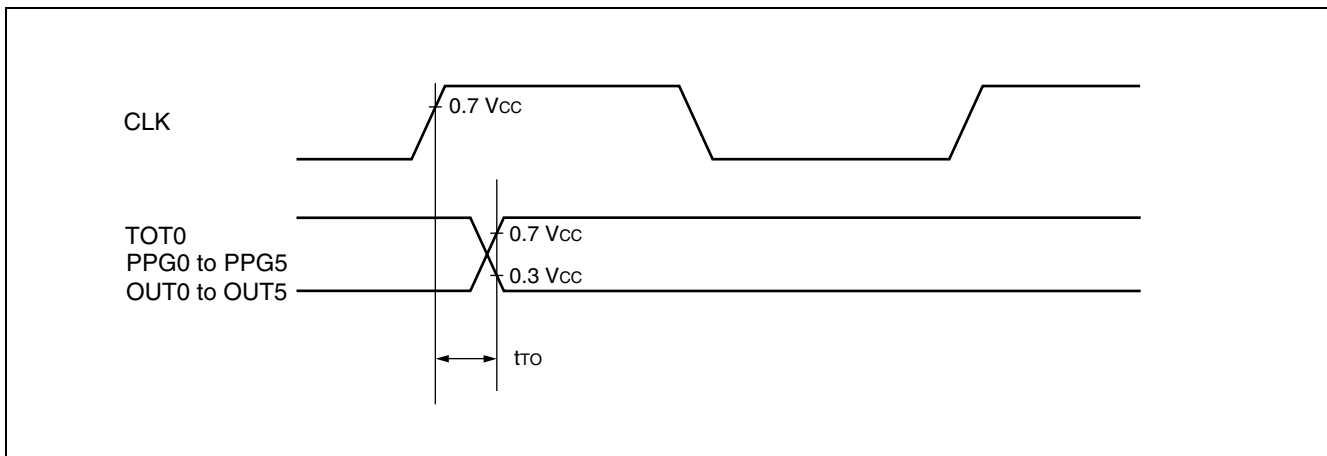 CLK
0.7 VCC
TOT0
PPG0 to PPG5
OUT0 to OUT5
0.7 VCC
0.3 VCC
tTO